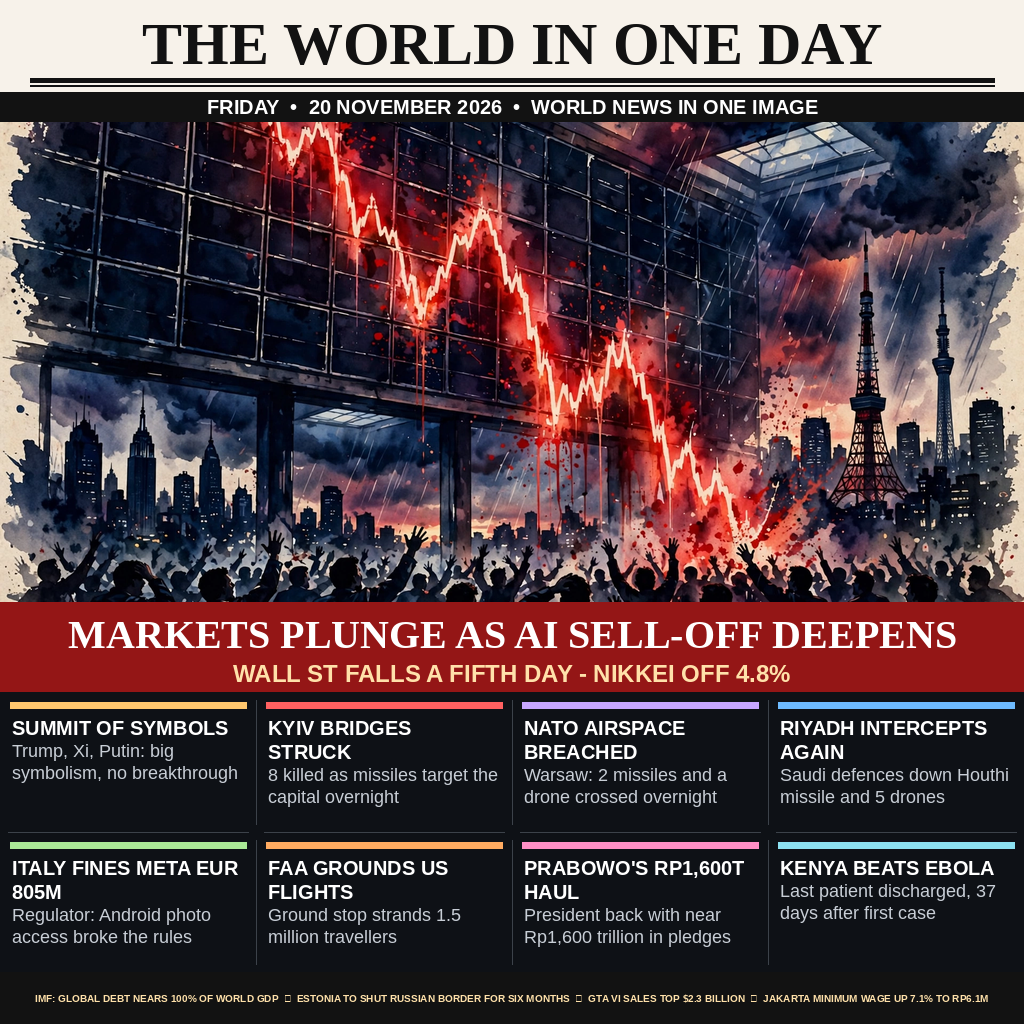 THE WORLD IN ONE DAY
FRIDAY • 20 NOVEMBER 2026 • WORLD NEWS IN ONE IMAGE
MARKETS PLUNGE AS AI SELL-OFF DEEPENS
WALL ST FALLS A FIFTH DAY - NIKKEI OFF 4.8%
SUMMIT OF SYMBOLS
Trump, Xi, Putin: big
symbolism, no breakthrough
KYIV BRIDGES
STRUCK
8 killed as missiles target the
capital overnight
NATO AIRSPACE
BREACHED
Warsaw: 2 missiles and a
drone crossed overnight
RIYADH INTERCEPTS
AGAIN
Saudi defences down Houthi
missile and 5 drones
ITALY FINES META EUR
805M
Regulator: Android photo
access broke the rules
FAA GROUNDS US
FLIGHTS
Ground stop strands 1.5
million travellers
PRABOWO'S RP1,600T
HAUL
President back with near
Rp1,600 trillion in pledges
KENYA BEATS EBOLA
Last patient discharged, 37
days after first case
IMF: GLOBAL DEBT NEARS 100% OF WORLD GDP □ ESTONIA TO SHUT RUSSIAN BORDER FOR SIX MONTHS □ GTA VI SALES TOP $2.3 BILLION □ JAKARTA MINIMUM WAGE UP 7.1% TO RP6.1M